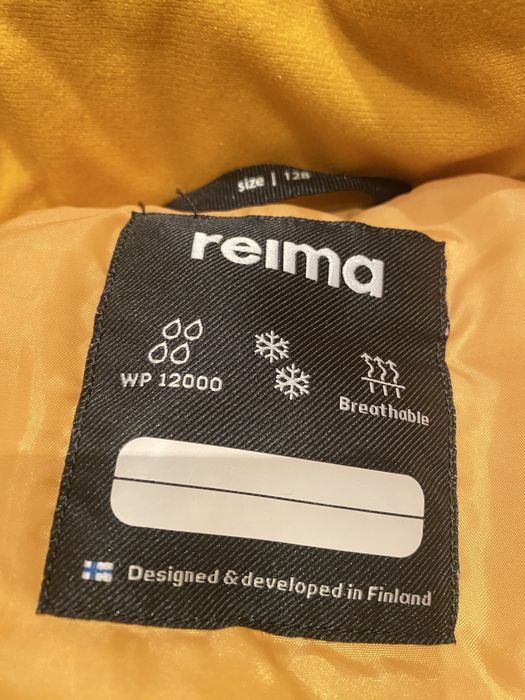 size | 128
reima
WP 12000
Breathable
Designed & developed in Finland